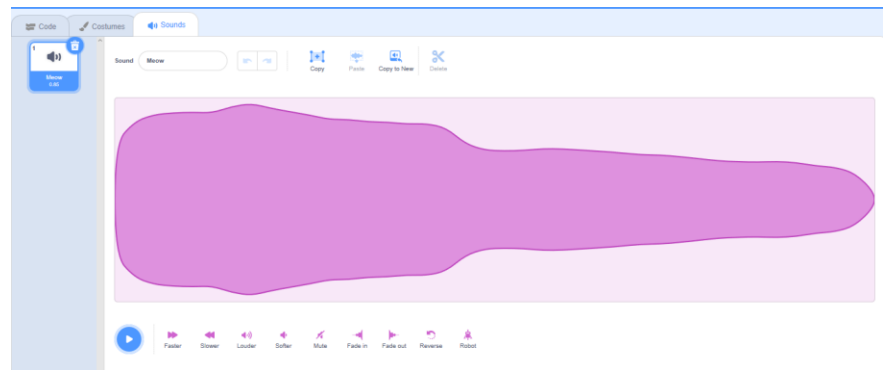 Code Costumes Sounds
1
Meow
0.85
Sound Meow
Copy Paste Copy to New Delete
Faster Slower Louder Softer Mute Fade in Fade out Reverse Robot